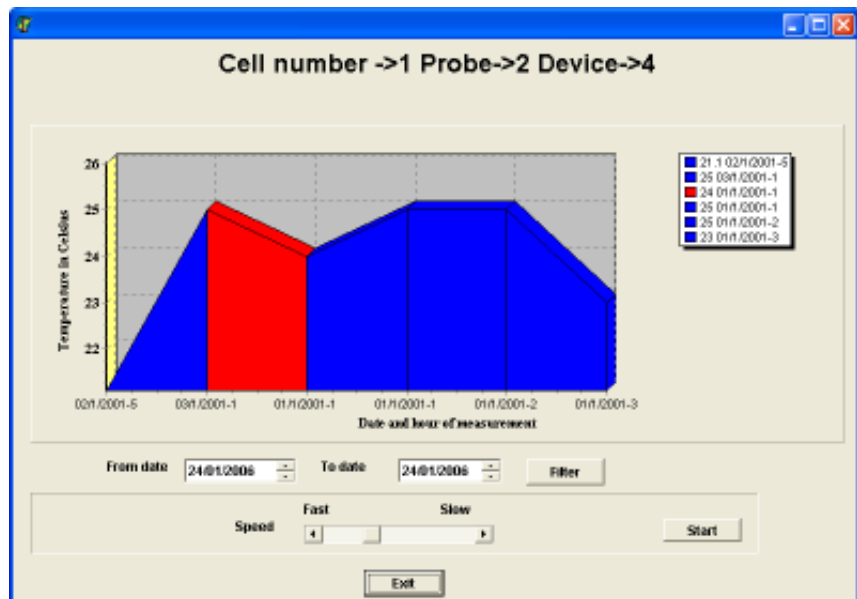 Cell number ->1 Probe->2 Device->4
26
25
24
23
22
Temperature in Celsius
02/1/2001-5 03/1/2001-1 01/1/2001-1 01/1/2001-1 01/1/2001-2 01/1/2001-3
Date and hour of measurement
21.1 02/1/2001-5
25 03/1/2001-1
24 01/1/2001-1
25 01/1/2001-1
25 01/1/2001-2
23 01/1/2001-3
From date 24/01/2006 To date 24/01/2006 Filter
Fast Slow
Speed Start
Exit